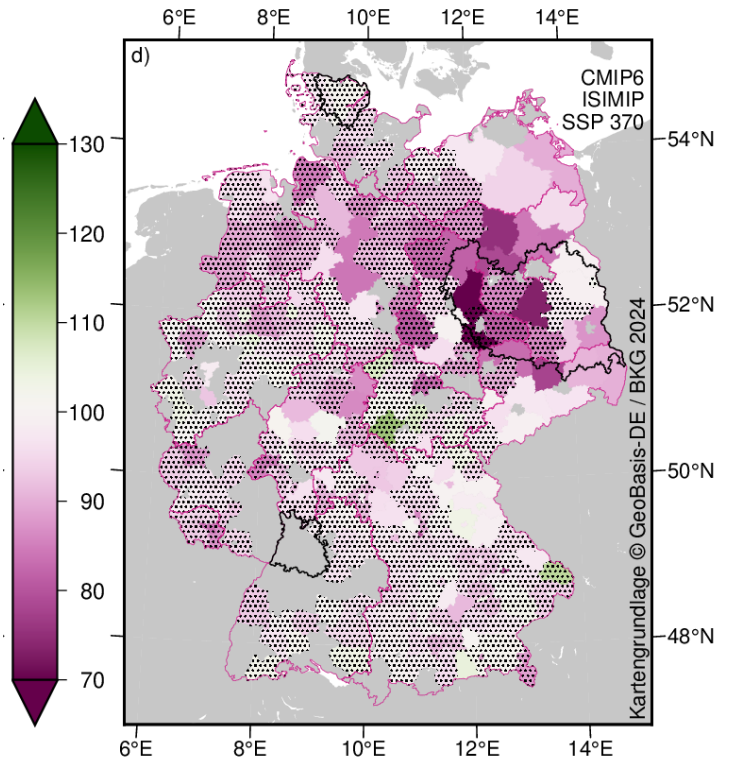 6°E 8°E 10°E 12°E 14°E
d)
CMIP6
ISIMIP
SSP 370
130
120
110
100
90
80
70
54°N
52°N
50°N
48°N
Kartengrundlage © GeoBasis-DE / BKG 2024
6°E 8°E 10°E 12°E 14°E